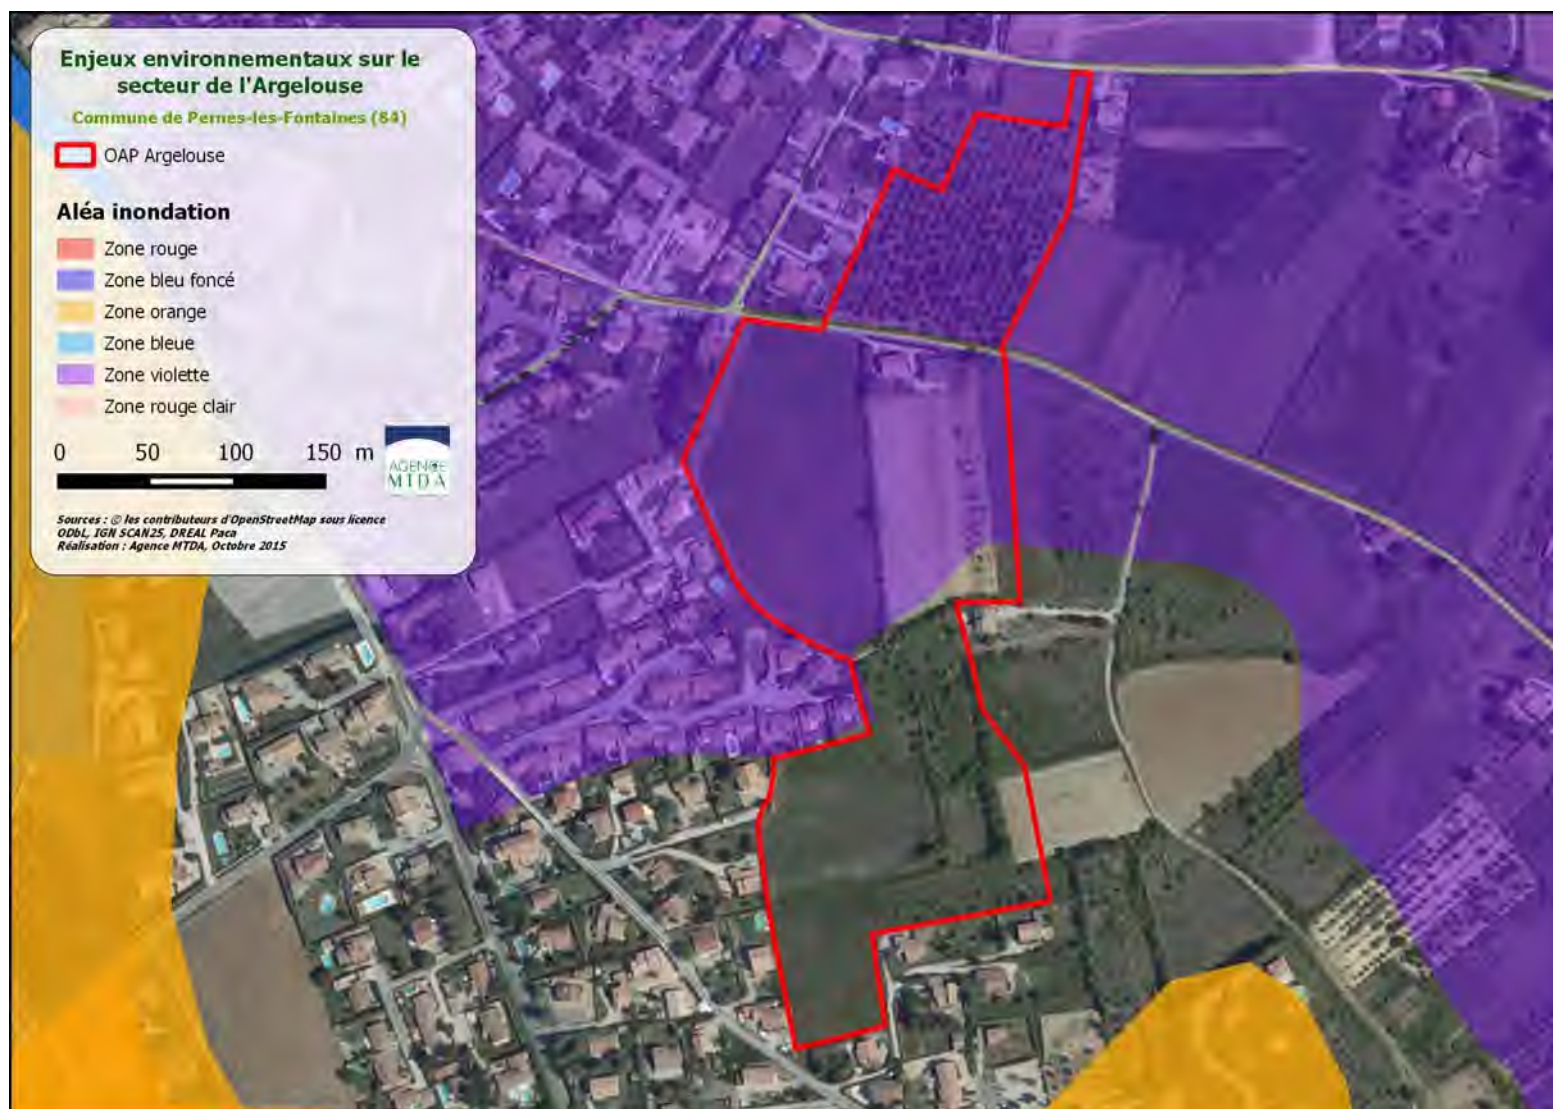 Enjeux environnementaux sur le
secteur de l'Argelouse
Commune de Pernes-les-Fontaines (84)
OAP Argelouse
Aléa inondation
Zone rouge
Zone bleu foncé
Zone orange
Zone bleue
Zone violette
Zone rouge clair
0 50 100 150 m
AGENCE
MTDA
Sources : © les contributeurs d'OpenStreetMap sous licence
ODbL, IGN SCAN25, DREAL Paca
Réalisation : Agence MTDA, Octobre 2015